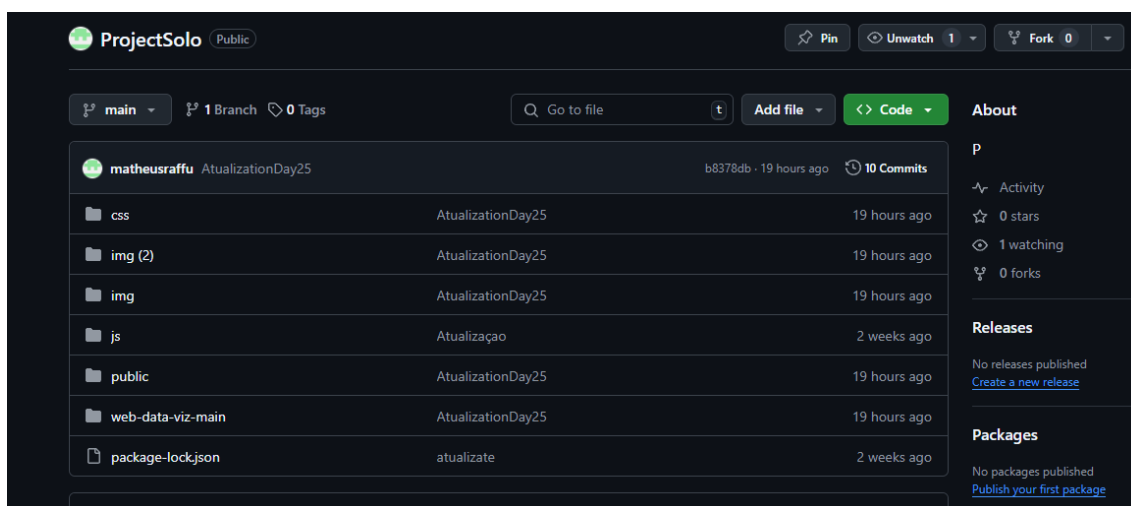 ProjectSolo Public Pin Unwatch 1 Fork 0
main 1 Branch 0 Tags Go to file t Add file <> Code
matheusraffu AtualizationDay25 b8378db · 19 hours ago 10 Commits
css AtualizationDay25 19 hours ago
img (2) AtualizationDay25 19 hours ago
img AtualizationDay25 19 hours ago
js Atualizaçao 2 weeks ago
public AtualizationDay25 19 hours ago
web-data-viz-main AtualizationDay25 19 hours ago
package-lock.json atualizate 2 weeks ago
About
P
Activity
0 stars
1 watching
0 forks
Releases
No releases published
Create a new release
Packages
No packages published
Publish your first package